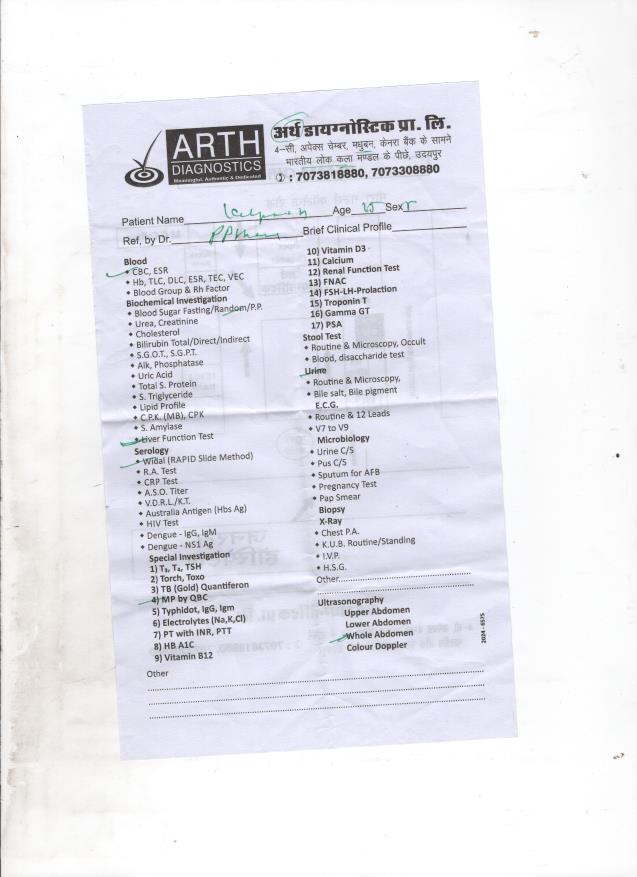 ARTH
DIAGNOSTICS
Meaningful, Authentic & Dedicated
अर्थ डायग्नोस्टिक प्रा. लि.
4-सी, अपेक्स चेम्बर, मधुबन, केनरा बैंक के सामने
भारतीय लोक कला मण्डल के पीछे, उदयपुर
: 7073818880, 7073308880
Patient Name Age Sex
Ref, by Dr. Brief Clinical Profile
Blood
CBC, ESR
Hb, TLC, DLC, ESR, TEC, VEC
Blood Group & Rh Factor
Biochemical Investigation
Blood Sugar Fasting/Random/P.P.
Urea, Creatinine
Cholesterol
Bilirubin Total/Direct/Indirect
S.G.O.T., S.G.P.T.
Alk, Phosphatase
Uric Acid
Total S. Protein
S. Triglyceride
Lipid Profile
C.P.K. (MB), CPK
S. Amylase
Liver Function Test
Serology
Widal (RAPID Slide Method)
R.A. Test
CRP Test
A.S.O. Titer
V.D.R.L./K.T.
Australia Antigen (Hbs Ag)
HIV Test
Dengue - IgG, IgM
Dengue - NS1 Ag
Special Investigation
1) T₃, T₄, TSH
2) Torch, Toxo
3) TB (Gold) Quantiferon
4) MP by QBC
5) Typhidot, IgG, Igm
6) Electrolytes (Na,K,Cl)
7) PT with INR, PTT
8) HB A1C
9) Vitamin B12
10) Vitamin D3
11) Calcium
12) Renal Function Test
13) FNAC
14) FSH-LH-Prolaction
15) Troponin T
16) Gamma GT
17) PSA
Stool Test
Routine & Microscopy, Occult
Blood, disaccharide test
Urine
Routine & Microscopy,
Bile salt, Bile pigment
E.C.G.
Routine & 12 Leads
V7 to V9
Microbiology
Urine C/S
Pus C/S
Sputum for AFB
Pregnancy Test
Pap Smear
Biopsy
X-Ray
Chest P.A.
K.U.B. Routine/Standing
I.V.P.
H.S.G.
Other
Ultrasonography
Upper Abdomen
Lower Abdomen
Whole Abdomen
Colour Doppler
2024 - 6575
Other